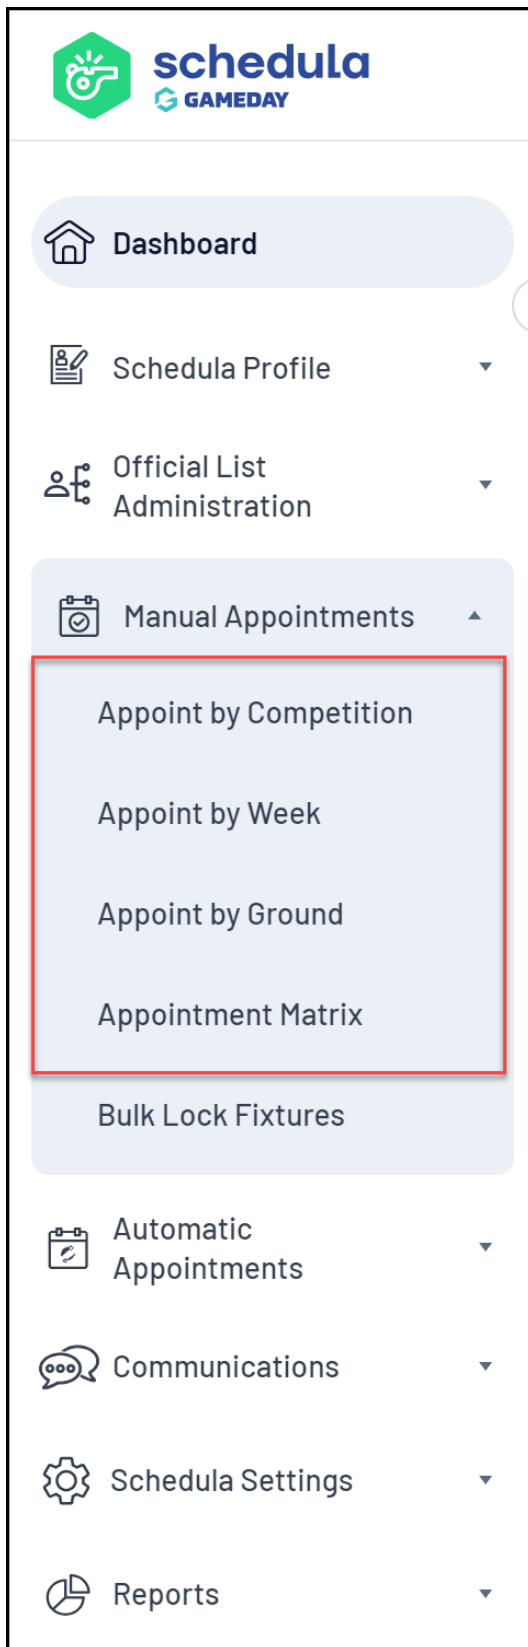 schedula
GAMEDAY
Dashboard
Schedula Profile
Official List
Administration
Manual Appointments
Appoint by Competition
Appoint by Week
Appoint by Ground
Appointment Matrix
Bulk Lock Fixtures
Automatic
Appointments
Communications
Schedula Settings
Reports